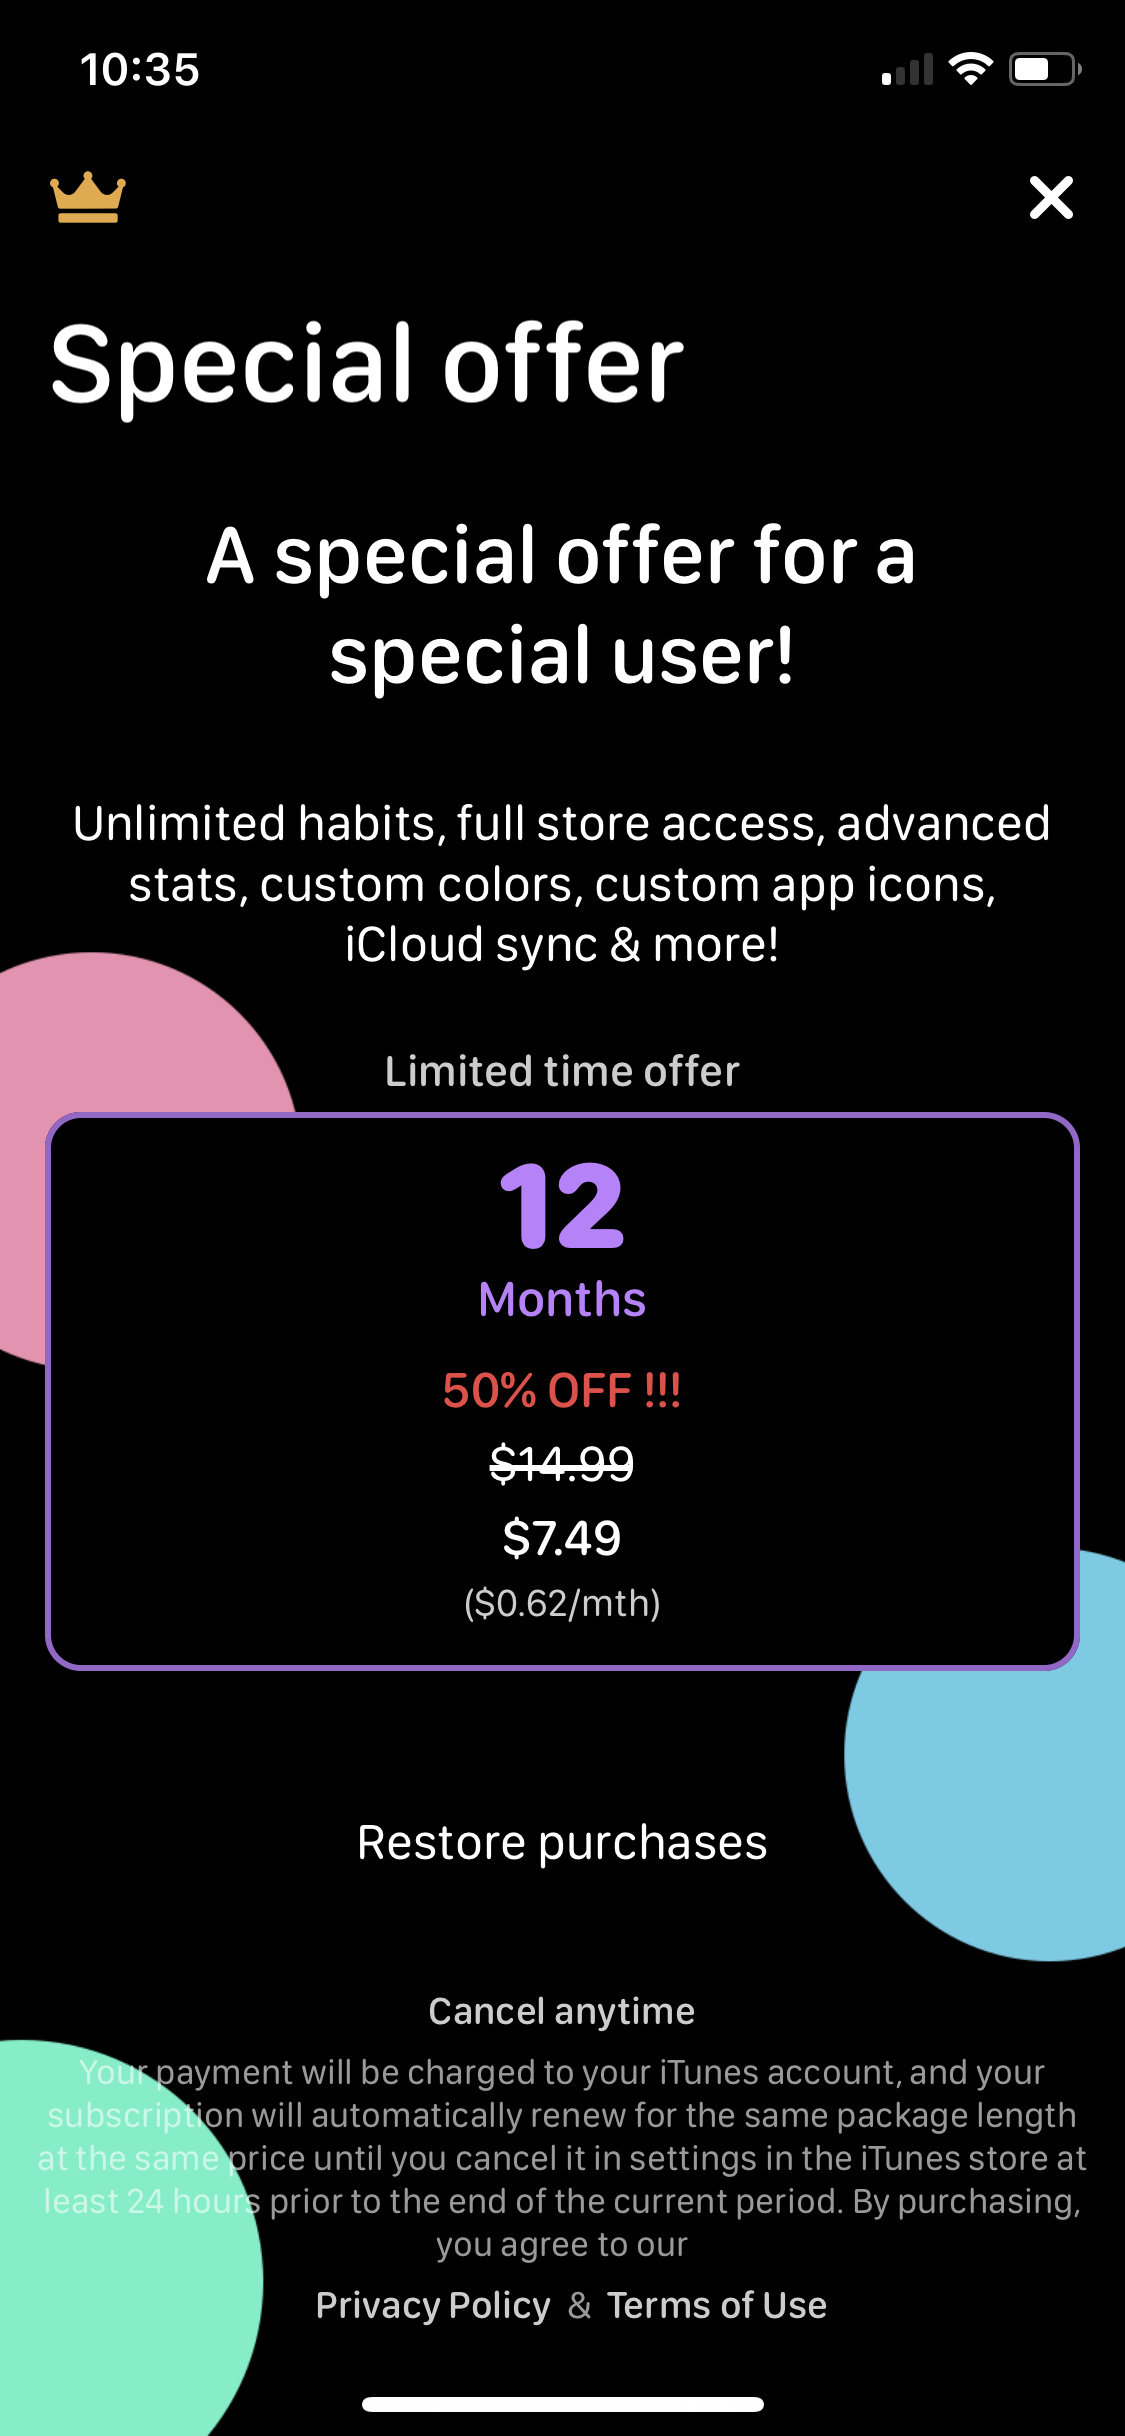 10:35
Special offer
A special offer for a
special user!
Unlimited habits, full store access, advanced
stats, custom colors, custom app icons,
iCloud sync & more!
Limited time offer
12
Months
50% OFF !!!
$14.99
$7.49
($0.62/mth)
Restore purchases
Cancel anytime
Your payment will be charged to your iTunes account, and your
subscription will automatically renew for the same package length
at the same price until you cancel it in settings in the iTunes store at
least 24 hours prior to the end of the current period. By purchasing,
you agree to our
Privacy Policy & Terms of Use